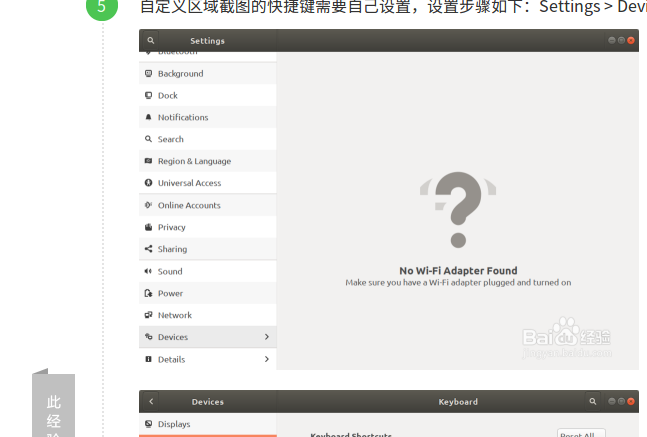 5
自定义区域截图的快捷键需要自己设置，设置步骤如下：Settings > Devi
Settings
Bluetooth
Background
Dock
Notifications
Search
Region & Language
Universal Access
Online Accounts
Privacy
Sharing
Sound
Power
Network
Devices
Details
No Wi-Fi Adapter Found
Make sure you have a Wi-Fi adapter plugged and turned on
Bai du 经验
jingyan.baidu.com
此
经
验
Devices
Keyboard
Displays
Keyboard Shortcuts
Reset All